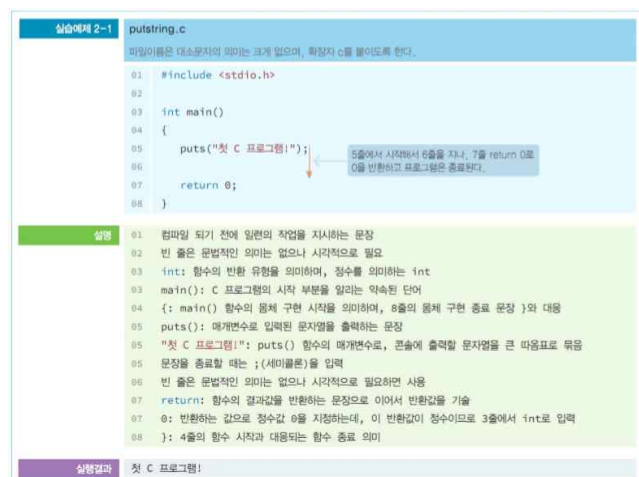 실습예제 2-1 putstring.c
파일이름은 대소문자의 의미는 크게 없으며, 확장자 c를 붙이도록 한다.
01 #include <stdio.h>
02
03 int main()
04 {
05 puts("첫 C 프로그램!");
5줄에서 시작해서 6줄을 지나, 7줄 return 0로
0을 반환하고 프로그램은 종료된다.
06
07 return 0;
08 }
설명 01 컴파일 되기 전에 일련의 작업을 지시하는 문장
02 빈 줄은 문법적인 의미는 없으나 시각적으로 필요
03 int: 함수의 반환 유형을 의미하며, 정수를 의미하는 int
03 main(): C 프로그램의 시작 부분을 알리는 약속된 단어
04 {: main() 함수의 몸체 구현 시작을 의미하며, 8줄의 몸체 구현 종료 문장 }와 대응
05 puts(): 매개변수로 입력된 문자열을 출력하는 문장
05 "첫 C 프로그램!": puts() 함수의 매개변수로, 콘솔에 출력할 문자열을 큰 따옴표로 묶음
05 문장을 종료할 때는 ;(세미콜론)을 입력
06 빈 줄은 문법적인 의미는 없으나 시각적으로 필요하면 사용
07 return: 함수의 결과값을 반환하는 문장으로 이어서 반환값을 기술
07 0: 반환하는 값으로 정수값 0을 지정하는데, 이 반환값이 정수이므로 3줄에서 int로 입력
08 }: 4줄의 함수 시작과 대응되는 함수 종료 의미
실행결과 첫 C 프로그램!